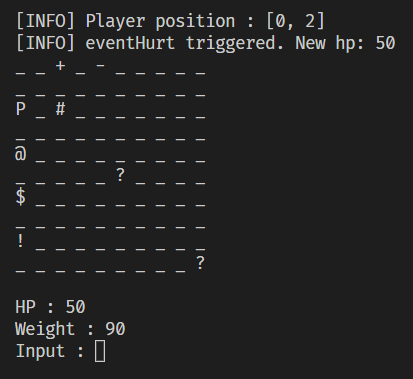 [INFO] Player position : [0, 2]
[INFO] eventHurt triggered. New hp: 50
_ _ + _ - _ _ _ _ _
_ _ _ _ _ _ _ _ _ _
P _ # _ _ _ _ _ _ _
_ _ _ _ _ _ _ _ _ _
@ _ _ _ _ _ _ _ _ _
_ _ _ _ _ ? _ _ _ _
$ _ _ _ _ _ _ _ _ _
_ _ _ _ _ _ _ _ _ _
! _ _ _ _ _ _ _ _ _
_ _ _ _ _ _ _ _ _ ?
HP : 50
Weight : 90
Input :